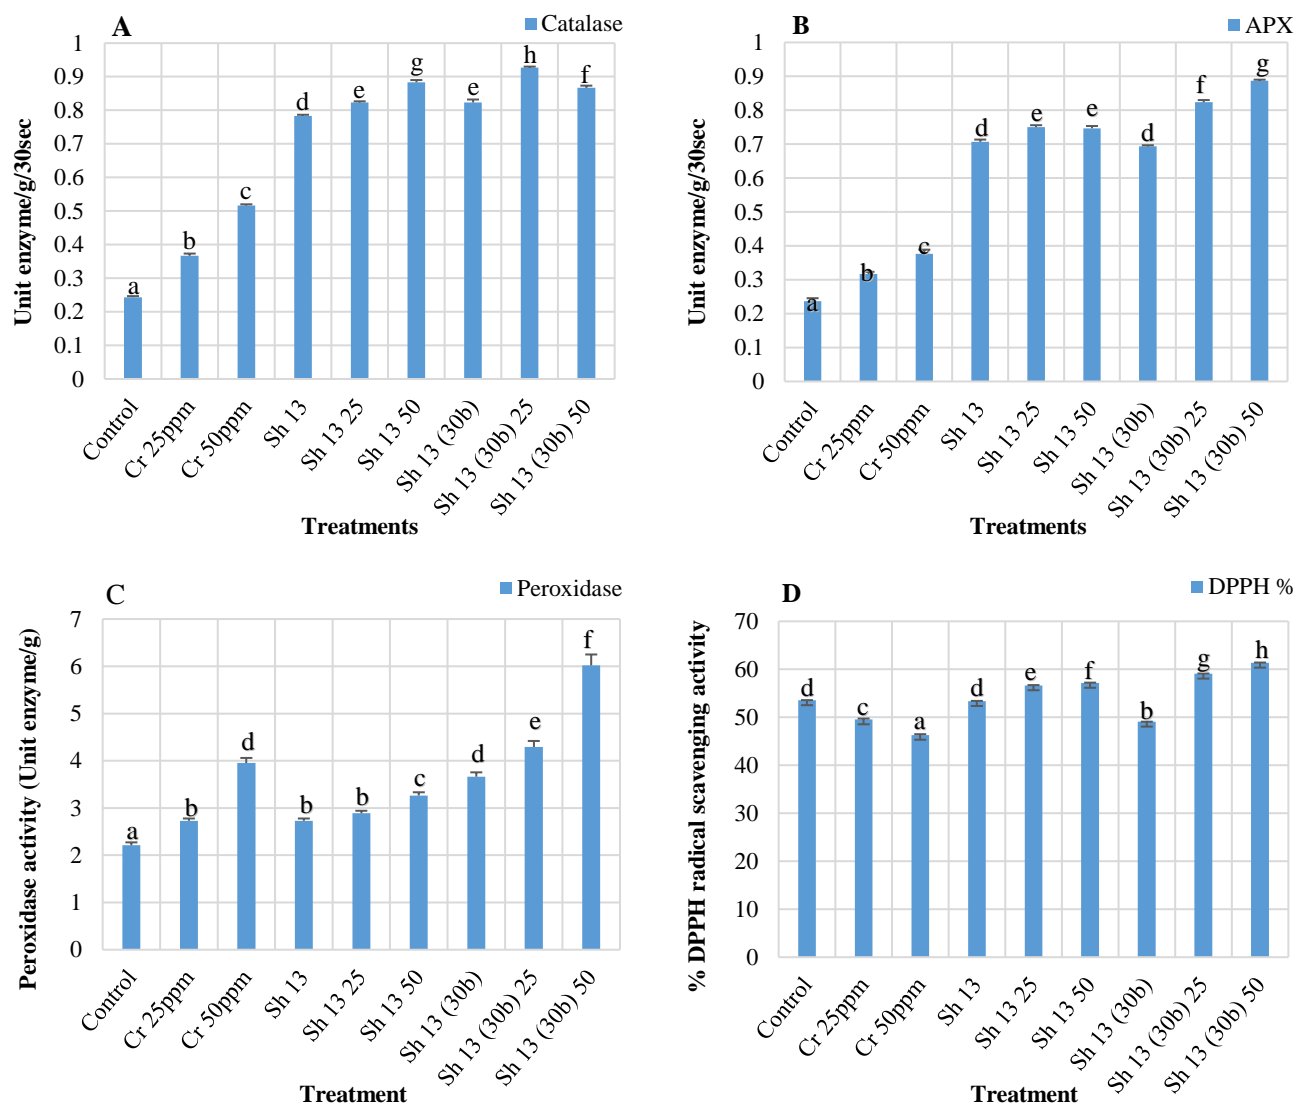 A
Catalase
Unit enzyme/g/30sec
1
0.9
0.8
0.7
0.6
0.5
0.4
0.3
0.2
0.1
0
a
b
c
d
e
g
e
h
f
Control
Cr 25ppm
Cr 50ppm
Sh 13
Sh 13 25
Sh 13 50
Sh 13 (30b)
Sh 13 (30b) 25
Sh 13 (30b) 50
Treatments
B
APX
Unit enzyme/g/30sec
1
0.9
0.8
0.7
0.6
0.5
0.4
0.3
0.2
0.1
0
a
b
c
d
e
e
d
f
g
Control
Cr 25ppm
Cr 50ppm
Sh 13
Sh 13 25
Sh 13 50
Sh 13 (30b)
Sh 13 (30b) 25
Sh 13 (30b) 50
Treatments
C
Peroxidase
Peroxidase activity (Unit enzyme/g)
7
6
5
4
3
2
1
0
a
b
d
b
b
c
d
e
f
Control
Cr 25ppm
Cr 50ppm
Sh 13
Sh 13 25
Sh 13 50
Sh 13 (30b)
Sh 13 (30b) 25
Sh 13 (30b) 50
Treatment
D
DPPH %
% DPPH radical scavenging activity
70
60
50
40
30
20
10
0
d
c
a
d
e
f
b
g
h
Control
Cr 25ppm
Cr 50ppm
Sh 13
Sh 13 25
Sh 13 50
Sh 13 (30b)
Sh 13 (30b) 25
Sh 13 (30b) 50
Treatment